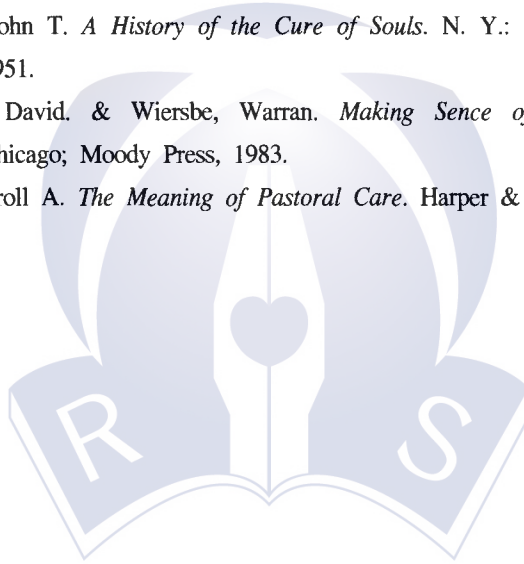 ohn T. A History of the Cure of Souls. N. Y.:
951.
David. & Wiersbe, Warran. Making Sence of
hicago; Moody Press, 1983.
roll A. The Meaning of Pastoral Care. Harper &
R S